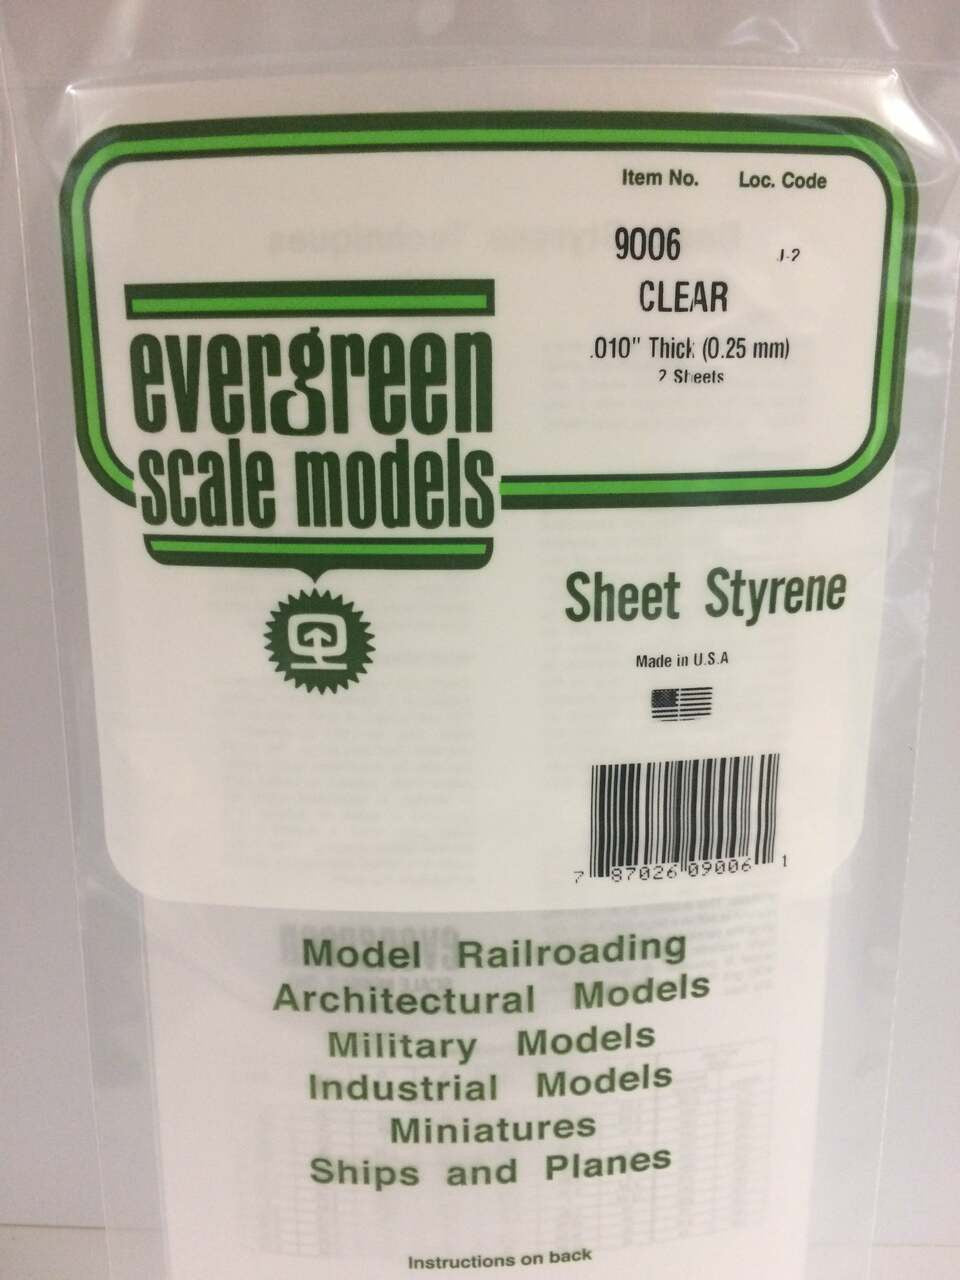 Item No. Loc. Code
9006 J-2
CLEAR
.010" Thick (0.25 mm)
2 Sheets
evergreen
scale models
Sheet Styrene
Made in U.S.A
7 87026 09006 1
Model Railroading
Architectural Models
Military Models
Industrial Models
Miniatures
Ships and Planes
Instructions on back